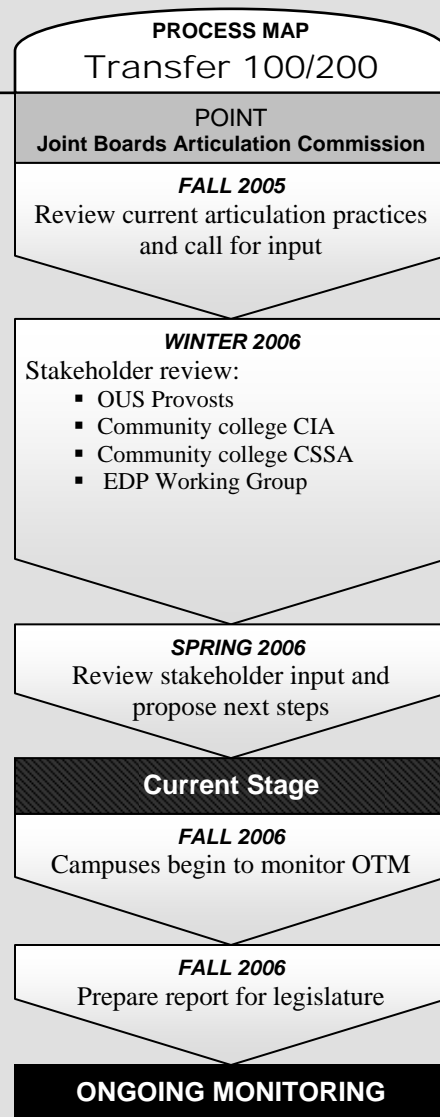 PROCESS MAP
Transfer 100/200
POINT
Joint Boards Articulation Commission
FALL 2005
Review current articulation practices
and call for input
WINTER 2006
Stakeholder review:
▪ OUS Provosts
▪ Community college CIA
▪ Community college CSSA
▪ EDP Working Group
SPRING 2006
Review stakeholder input and
propose next steps
Current Stage
FALL 2006
Campuses begin to monitor OTM
FALL 2006
Prepare report for legislature
ONGOING MONITORING